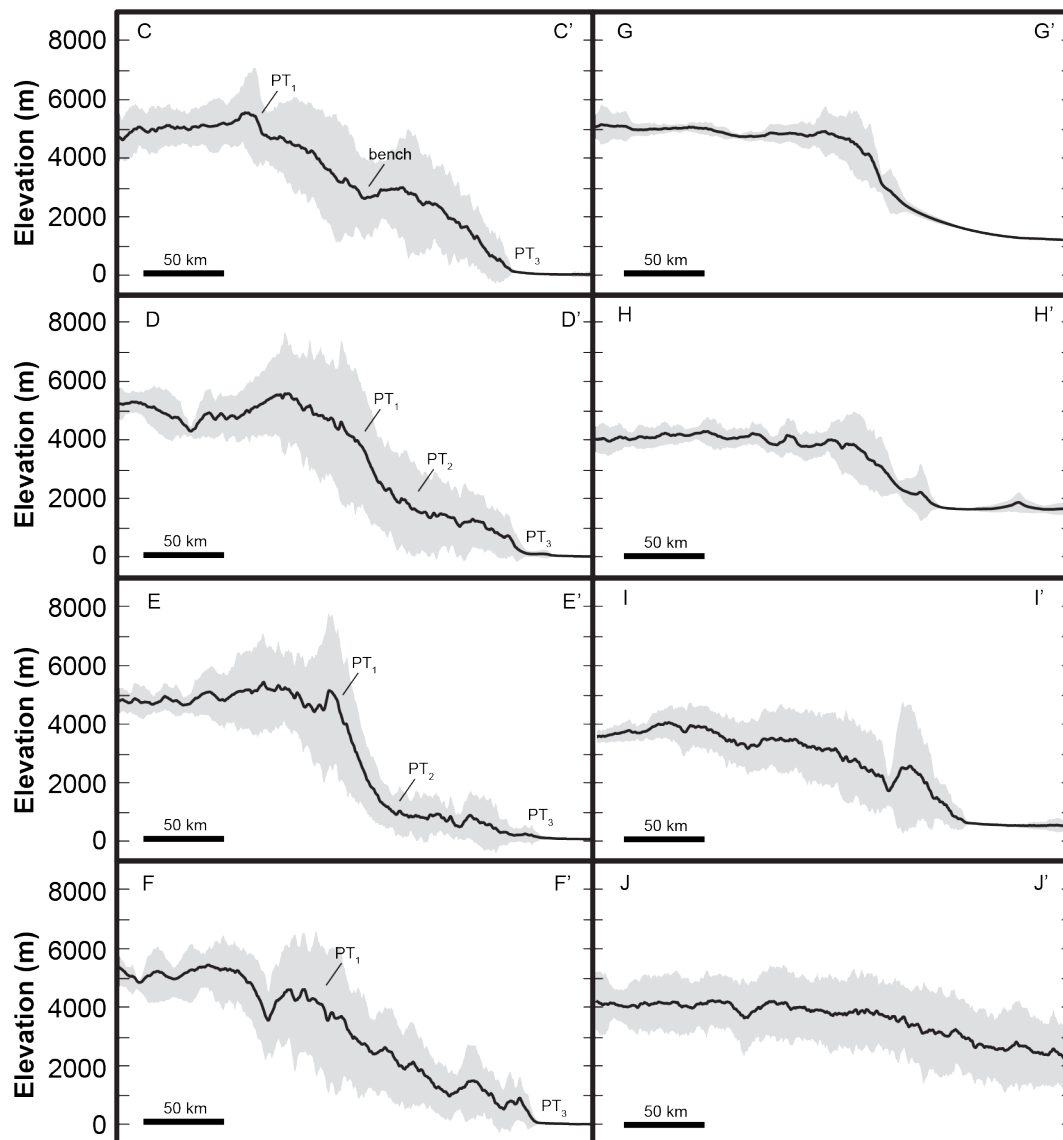 C C' G G'
8000
6000
4000
2000
0
Elevation (m)
PT1
bench
PT3
50 km
50 km
D D' H H'
8000
6000
4000
2000
0
Elevation (m)
PT1
PT2
PT3
50 km
50 km
E E' I I'
8000
6000
4000
2000
0
Elevation (m)
PT1
PT2
PT3
50 km
50 km
F F' J J'
8000
6000
4000
2000
0
Elevation (m)
PT1
PT3
50 km
50 km